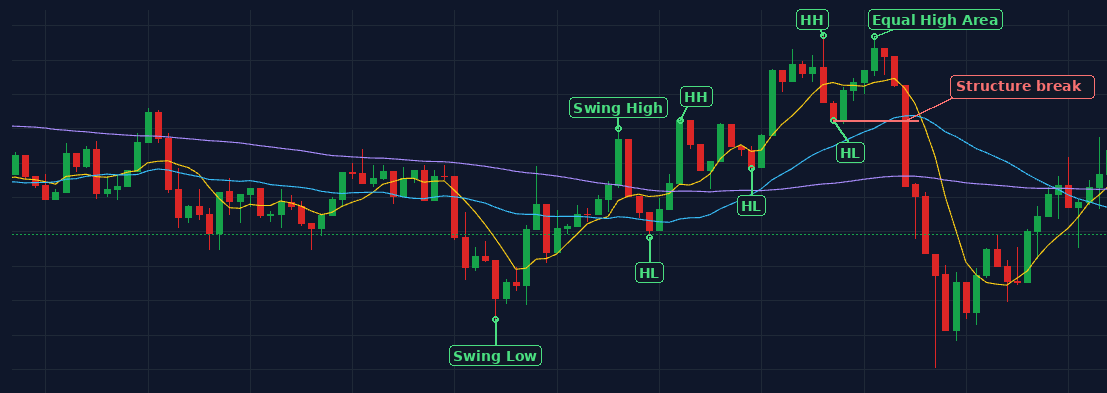 HH
Equal High Area
Structure break
HH
Swing High
HL
HL
HL
Swing Low